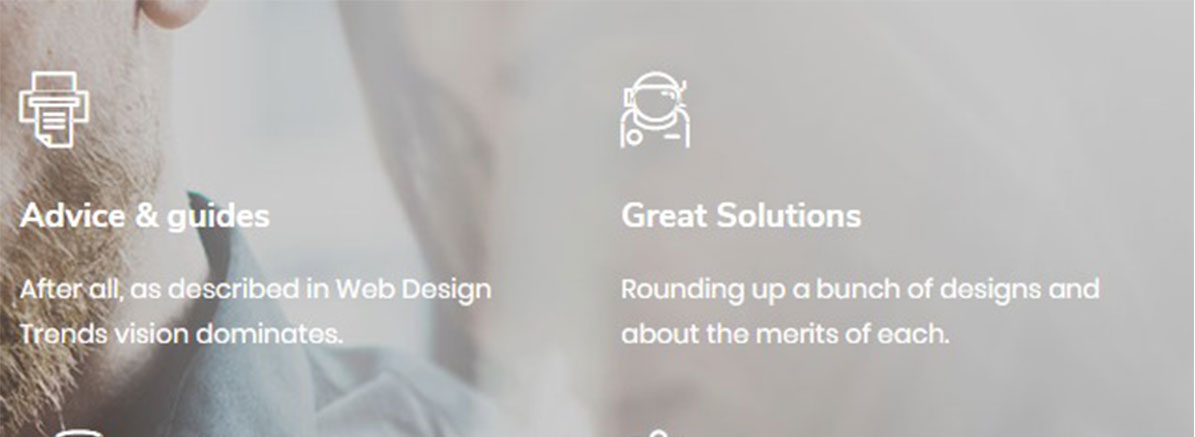 Advice & guides
After all, as described in Web Design
Trends vision dominates.
Great Solutions
Rounding up a bunch of designs and
about the merits of each.